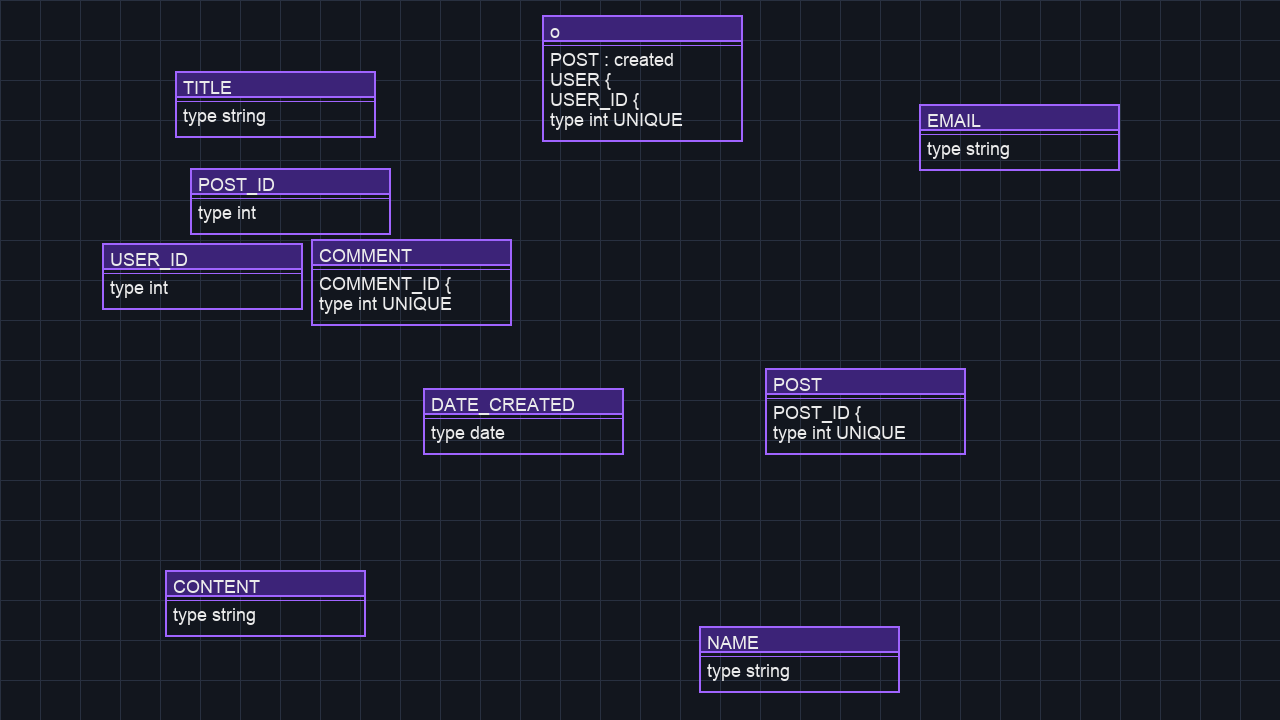 o
POST : created
USER {
USER_ID {
type int UNIQUE
TITLE
type string
EMAIL
type string
POST_ID
type int
USER_ID
type int
COMMENT
COMMENT_ID {
type int UNIQUE
POST
POST_ID {
type int UNIQUE
DATE_CREATED
type date
CONTENT
type string
NAME
type string